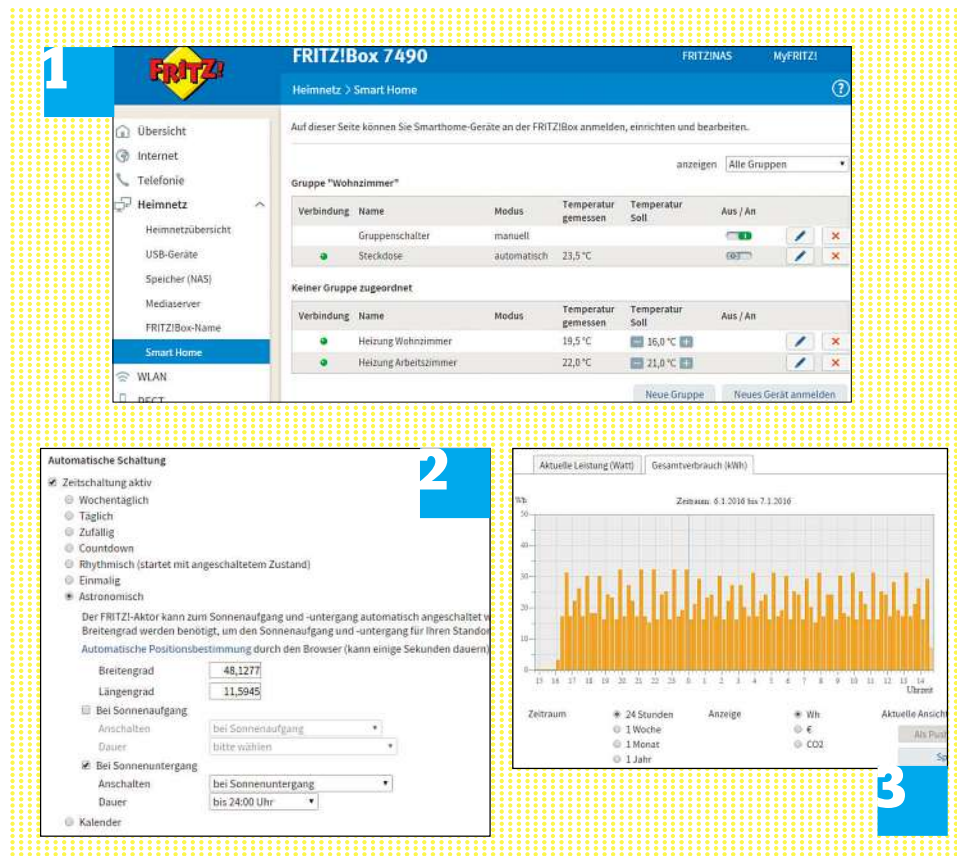 1
FRITZ!
FRITZ!Box 7490
FRITZ!NAS MyFRITZ!
Heimnetz > Smart Home
?
Übersicht
Internet
Telefonie
Heimnetz
Heimnetzübersicht
USB-Geräte
Speicher (NAS)
Mediaserver
FRITZ!Box-Name
Smart Home
WLAN
DECT
Auf dieser Seite können Sie Smarthome-Geräte an der FRITZ!Box anmelden, einrichten und bearbeiten.
anzeigen Alle Gruppen
Gruppe "Wohnzimmer"
Verbindung Name Modus Temperatur gemessen Temperatur Soll Aus / An
Gruppenschalter manuell
Steckdose automatisch 23,5 °C
Keiner Gruppe zugeordnet
Verbindung Name Modus Temperatur gemessen Temperatur Soll Aus / An
Heizung Wohnzimmer 19,5 °C 16,0 °C
Heizung Arbeitszimmer 22,0 °C 21,0 °C
Neue Gruppe Neues Gerät anmelden
2
Automatische Schaltung
Zeitschaltung aktiv
Wochentäglich
Täglich
Zufällig
Countdown
Rhythmisch (startet mit angeschaltetem Zustand)
Einmalig
Astronomisch
Der FRITZ!-Aktor kann zum Sonnenaufgang und -untergang automatisch angeschaltet w
Breitengrad werden benötigt, um den Sonnenaufgang und -untergang für Ihren Standor
Automatische Positionsbestimmung durch den Browser (kann einige Sekunden dauern)
Breitengrad 48,1277
Längengrad 11,5945
Bei Sonnenaufgang
Anschalten bei Sonnenaufgang
Dauer bitte wählen
Bei Sonnenuntergang
Anschalten bei Sonnenuntergang
Dauer bis 24:00 Uhr
Kalender
Aktuelle Leistung (Watt) Gesamtverbrauch (kWh)
Wh
Zeitraum: 6.1.2016 bis 7.1.2016
50
40
30
20
10
0
15 16 17 18 19 20 21 22 23 0 1 2 3 4 5 6 7 8 9 10 11 12 13 14
Uhrzeit
Zeitraum 24 Stunden Anzeige Wh Aktuelle Ansicht
1 Woche €
Als Pus
1 Monat CO2
1 Jahr
Sp
3